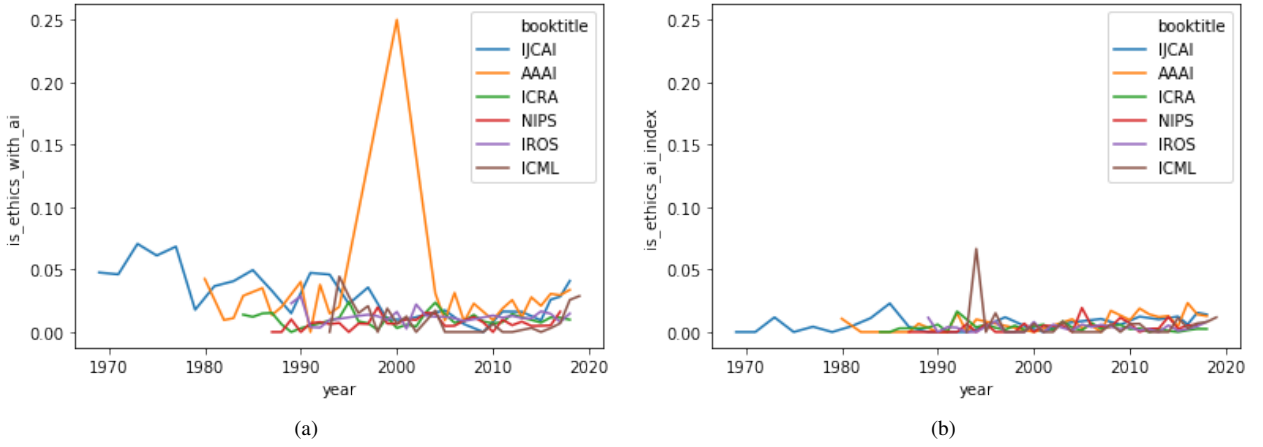 0.25
0.20
0.15
0.10
0.05
0.00
is_ethics_with_ai
1970 1980 1990 2000 2010 2020
year
booktitle
IJCAI
AAAI
ICRA
NIPS
IROS
ICML
(a)
0.25
0.20
0.15
0.10
0.05
0.00
is_ethics_ai_index
1970 1980 1990 2000 2010 2020
year
booktitle
IJCAI
AAAI
ICRA
NIPS
IROS
ICML
(b)